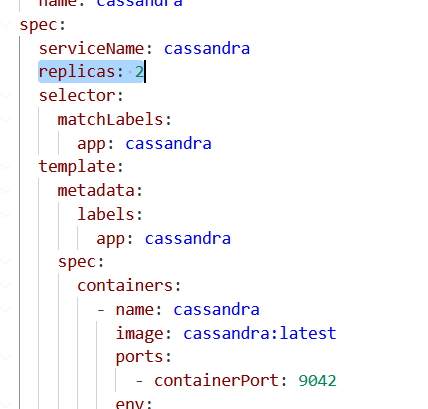 name: cassandra
spec:
  serviceName: cassandra
  replicas: 2
  selector:
    matchLabels:
      app: cassandra
  template:
    metadata:
      labels:
        app: cassandra
    spec:
      containers:
        - name: cassandra
          image: cassandra:latest
          ports:
            - containerPort: 9042
          env: